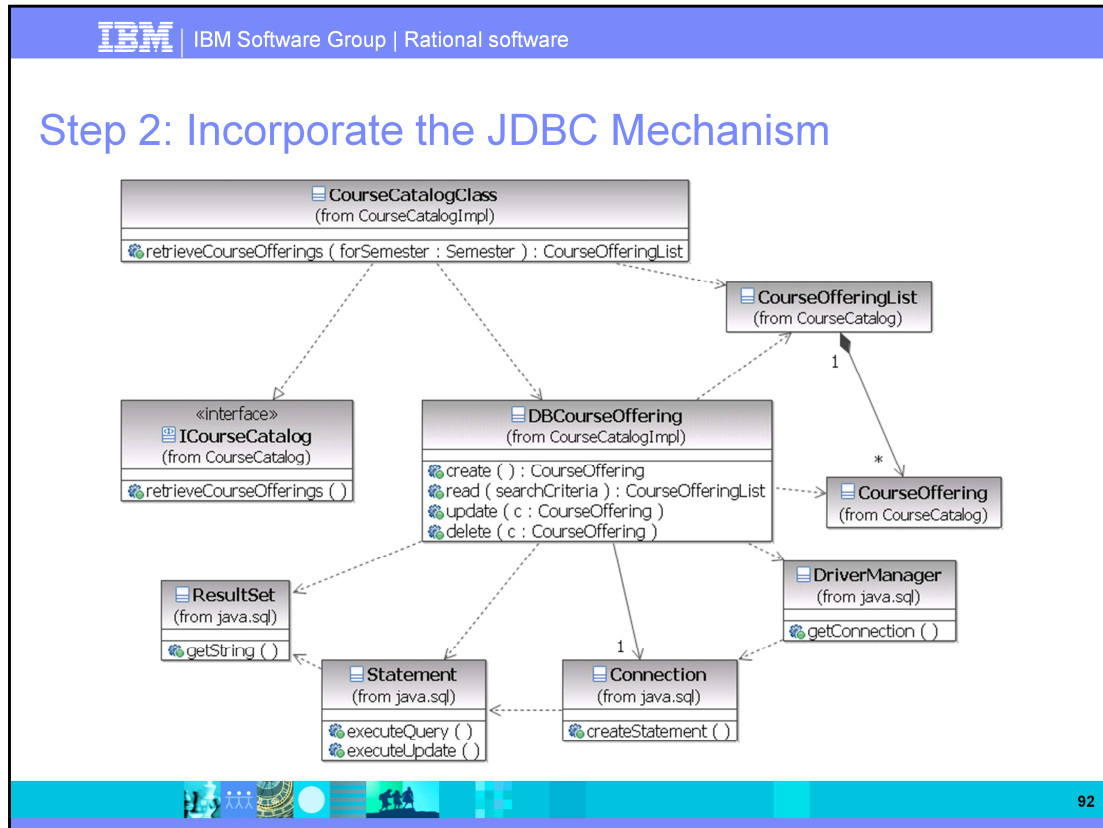 IBM | IBM Software Group | Rational software
Step 2: Incorporate the JDBC Mechanism
CourseCatalogClass
(from CourseCatalogImpl)
retrieveCourseOfferings ( forSemester : Semester ) : CourseOfferingList
CourseOfferingList
(from CourseCatalog)
1
*
«interface»
ICourseCatalog
(from CourseCatalog)
retrieveCourseOfferings ( )
DBCourseOffering
(from CourseCatalogImpl)
create ( ) : CourseOffering
read ( searchCriteria ) : CourseOfferingList
update ( c : CourseOffering )
delete ( c : CourseOffering )
CourseOffering
(from CourseCatalog)
ResultSet
(from java.sql)
getString ( )
DriverManager
(from java.sql)
getConnection ( )
1
Statement
(from java.sql)
executeQuery ( )
executeUpdate ( )
Connection
(from java.sql)
createStatement ( )
92